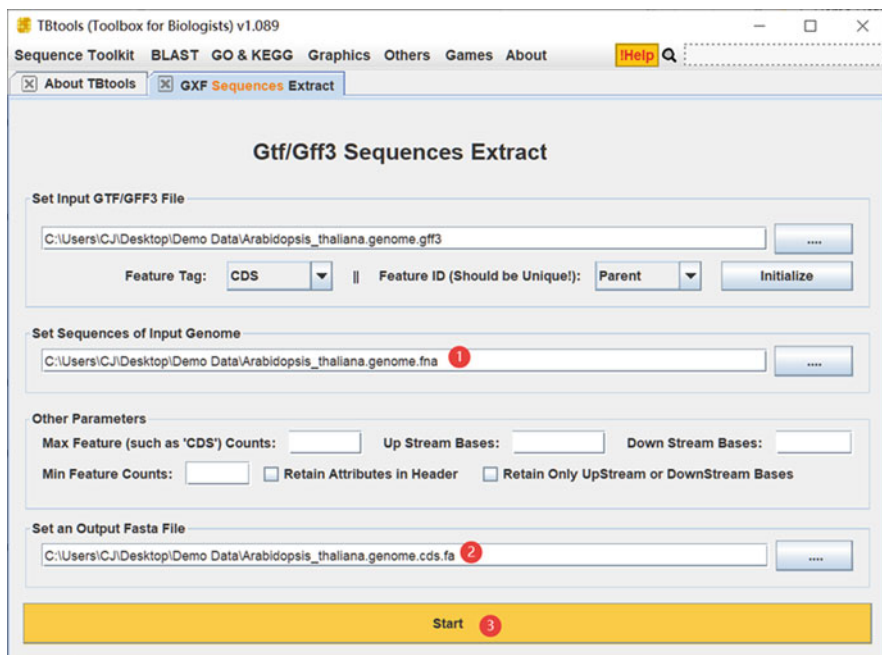 TBtools (Toolbox for Biologists) v1.089
Sequence Toolkit BLAST GO & KEGG Graphics Others Games About !Help
About TBtools GXF Sequences Extract
Gtf/Gff3 Sequences Extract
Set Input GTF/GFF3 File
C:\Users\CJ\Desktop\Demo Data\Arabidopsis_thaliana.genome.gff3 ....
Feature Tag: CDS || Feature ID (Should be Unique!): Parent Initialize
Set Sequences of Input Genome
C:\Users\CJ\Desktop\Demo Data\Arabidopsis_thaliana.genome.fna 1 ....
Other Parameters
Max Feature (such as 'CDS') Counts: Up Stream Bases: Down Stream Bases:
Min Feature Counts: Retain Attributes in Header Retain Only UpStream or DownStream Bases
Set an Output Fasta File
C:\Users\CJ\Desktop\Demo Data\Arabidopsis_thaliana.genome.cds.fa 2 ....
Start 3